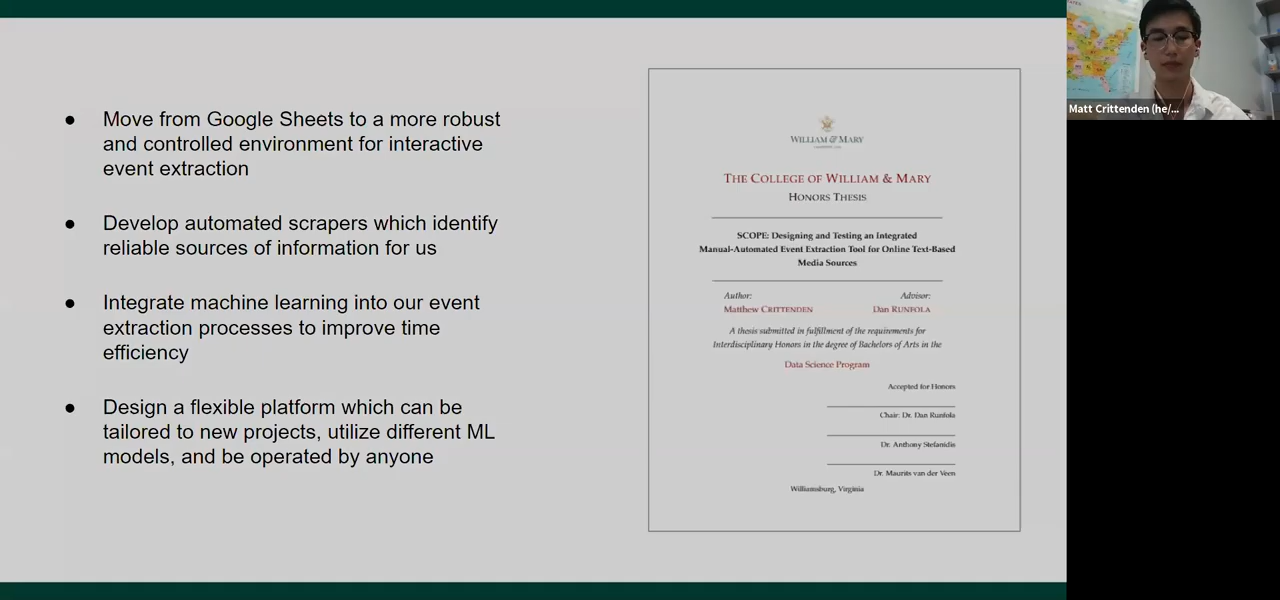 ● Move from Google Sheets to a more robust
and controlled environment for interactive
event extraction
● Develop automated scrapers which identify
reliable sources of information for us
● Integrate machine learning into our event
extraction processes to improve time
efficiency
● Design a flexible platform which can be
tailored to new projects, utilize different ML
models, and be operated by anyone
WILLIAM & MARY
THE COLLEGE OF WILLIAM & MARY
HONORS THESIS
SCOPE: Designing and Testing an Integrated
Manual-Automated Event Extraction Tool for Online Text-Based
Media Sources
Author:
Matthew CRITTENDEN
Advisor:
Dan RUNFOLA
A thesis submitted in fulfillment of the requirements for
Interdisciplinary Honors in the degree of Bachelors of Arts in the
Data Science Program
Accepted for Honors
Chair: Dr. Dan Runfola
Dr. Anthony Stefanidis
Dr. Maurits van der Veen
Williamsburg, Virginia
Matt Crittenden (he/...